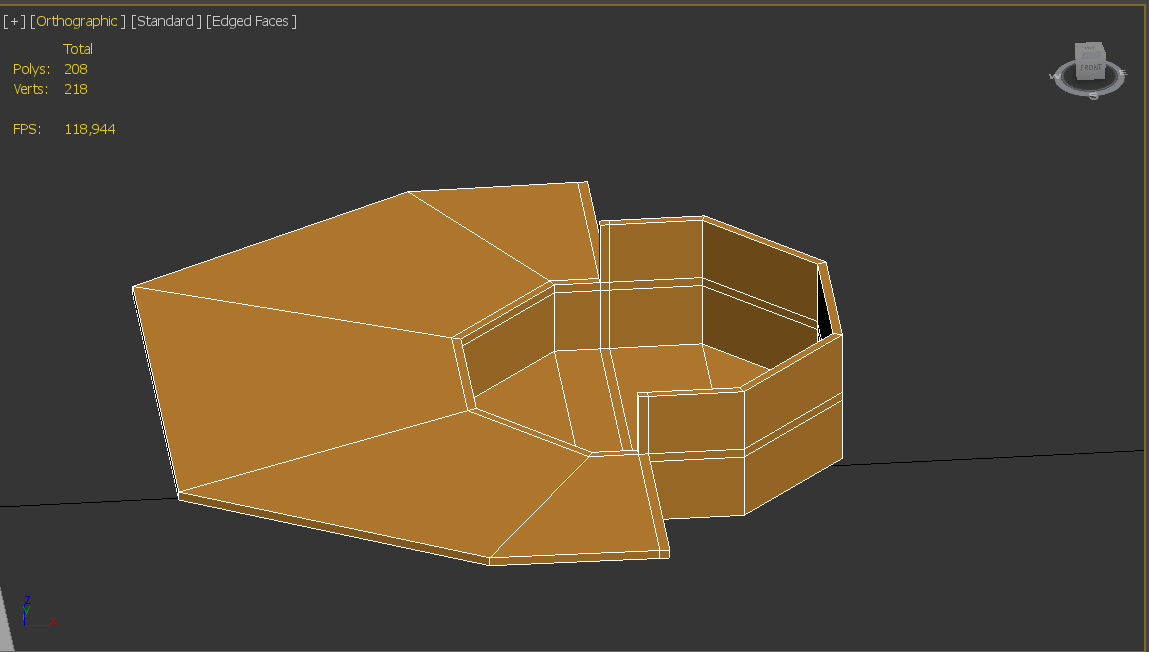 [+] [Orthographic ] [Standard ] [Edged Faces ]
Total
Polys: 208
Verts: 218
FPS: 118,944
FRONT
W
E
S
Z
Y
X